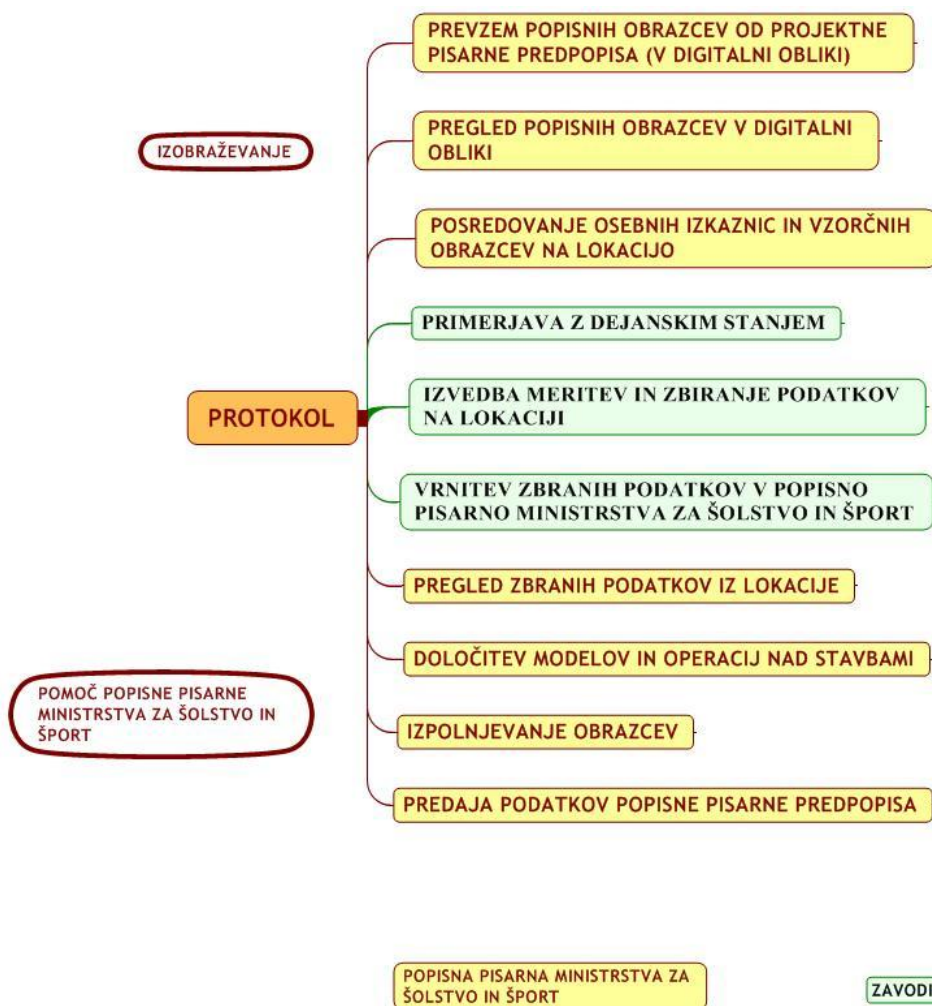 PREVZEM POPISNIH OBRAZCEV OD PROJEKTNE
PISARNE PREDPOPISA (V DIGITALNI OBLIKI)
IZOBRAŽEVANJE
PREGLED POPISNIH OBRAZCEV V DIGITALNI
OBLIKI
POSREDOVANJE OSEBNIH IZKAZNIC IN VZORČNIH
OBRAZCEV NA LOKACIJO
PRIMERJAVA Z DEJANSKIM STANJEM
PROTOKOL
IZVEDBA MERITEV IN ZBIRANJE PODATKOV
NA LOKACIJI
VRNITEV ZBRANIH PODATKOV V POPISNO
PISARNO MINISTRSTVA ZA ŠOLSTVO IN ŠPORT
PREGLED ZBRANIH PODATKOV IZ LOKACIJE
DOLOČITEV MODELOV IN OPERACIJ NAD STAVBAMI
POMOČ POPISNE PISARNE
MINISTRSTVA ZA ŠOLSTVO IN
ŠPORT
IZPOLNJEVANJE OBRAZCEV
PREDAJA PODATKOV POPISNE PISARNE PREDPOPISA
POPISNA PISARNA MINISTRSTVA ZA
ŠOLSTVO IN ŠPORT
ZAVODI